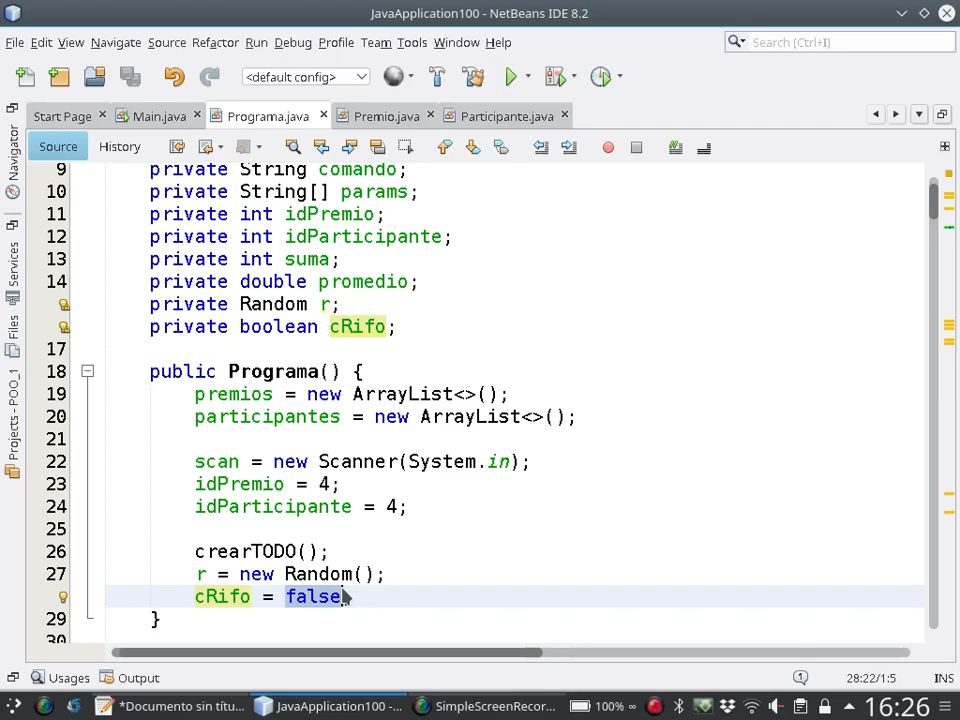 JavaApplication100 - NetBeans IDE 8.2
File Edit View Navigate Source Refactor Run Debug Profile Team Tools Window Help
Search (Ctrl+I)
<default config>
Start Page Main.java Programa.java Premio.java Participante.java
Source History
Navigator
Services
Files
Projects - POO_1
9 private String comando;
10 private String[] params;
11 private int idPremio;
12 private int idParticipante;
13 private int suma;
14 private double promedio;
private Random r;
private boolean cRifo;
17
18 public Programa() {
19 premios = new ArrayList<>();
20 participantes = new ArrayList<>();
21
22 scan = new Scanner(System.in);
23 idPremio = 4;
24 idParticipante = 4;
25
26 crearTODO();
27 r = new Random();
cRifo = false
29 }
30
Usages Output
28:22/1:5 INS
*Documento sin títu... JavaApplication100 -... SimpleScreenRecor... 100% ∞ 16:26